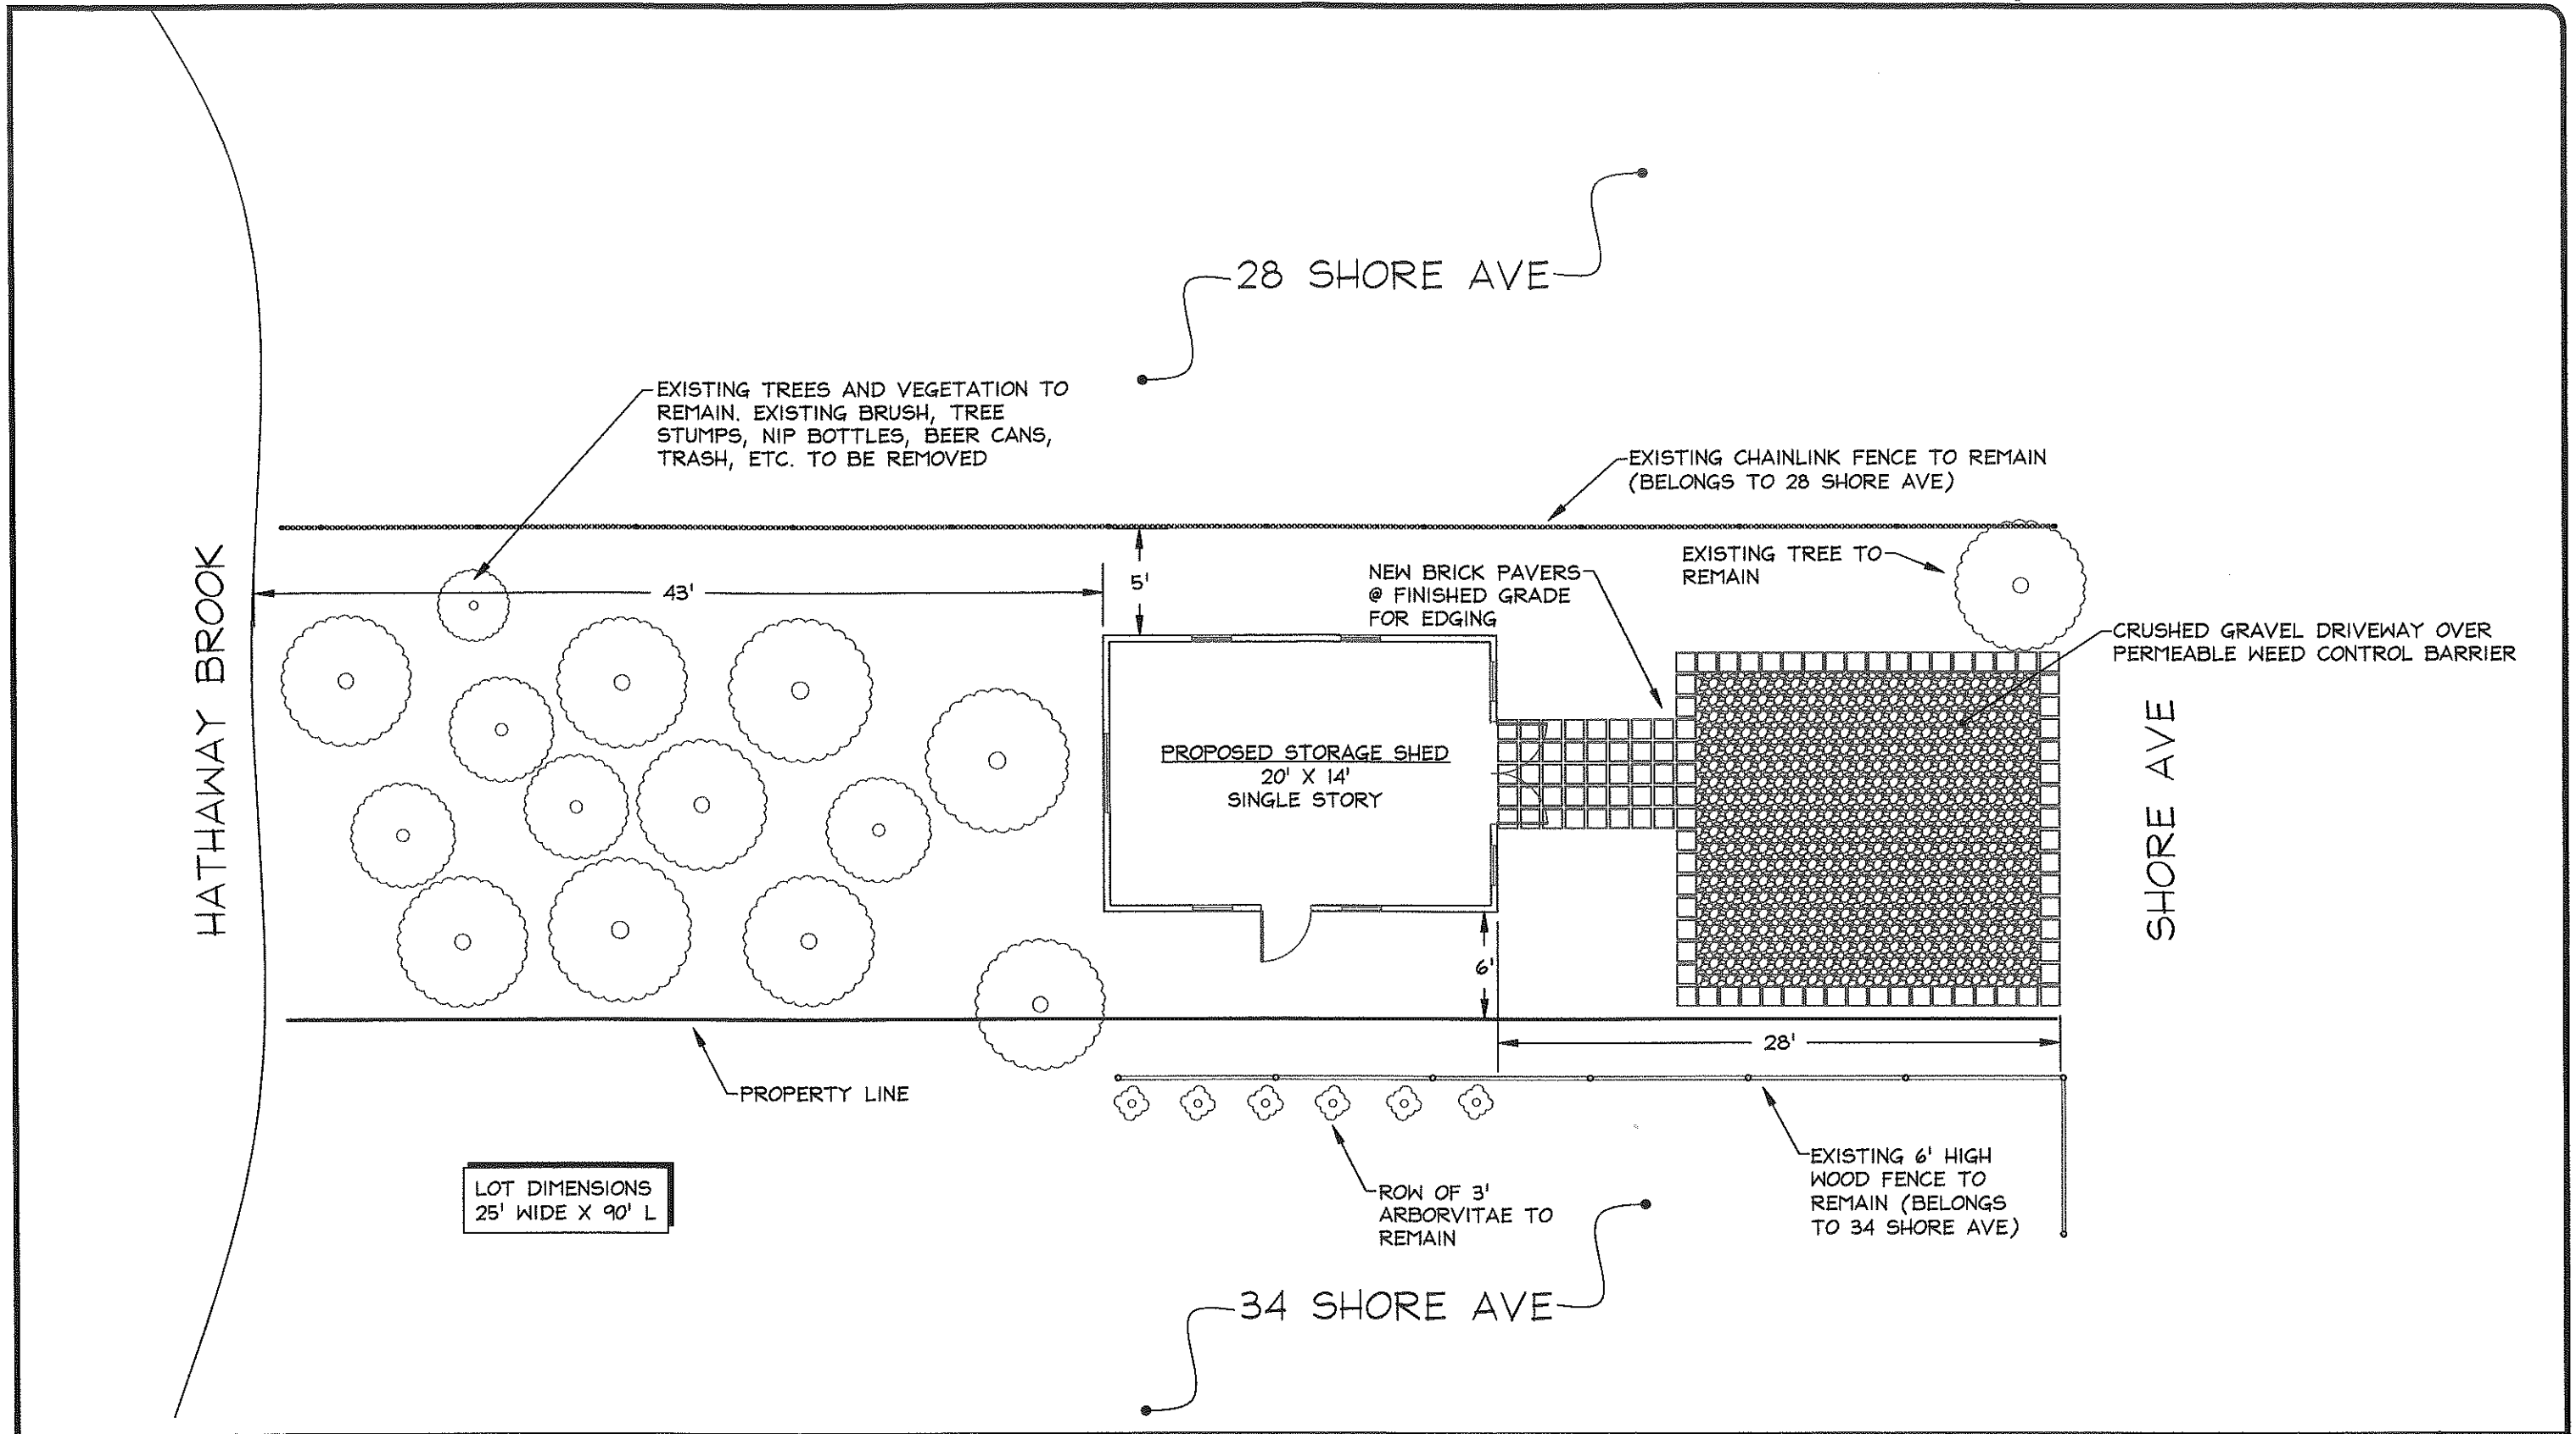 28 SHORE AVE
EXISTING TREES AND VEGETATION TO
REMAIN. EXISTING BRUSH, TREE
STUMPS, NIP BOTTLES, BEER CANS,
TRASH, ETC. TO BE REMOVED
EXISTING CHAINLINK FENCE TO REMAIN
(BELONGS TO 28 SHORE AVE)
HATHAWAY BROOK
43'
5'
NEW BRICK PAVERS
@ FINISHED GRADE
FOR EDGING
EXISTING TREE TO
REMAIN
CRUSHED GRAVEL DRIVEWAY OVER
PERMEABLE WEED CONTROL BARRIER
PROPOSED STORAGE SHED
20' X 14'
SINGLE STORY
SHORE AVE
6'
28'
PROPERTY LINE
LOT DIMENSIONS
25' WIDE X 90' L
ROW OF 3'
ARBORVITAE TO
REMAIN
EXISTING 6' HIGH
WOOD FENCE TO
REMAIN (BELONGS
TO 34 SHORE AVE)
34 SHORE AVE